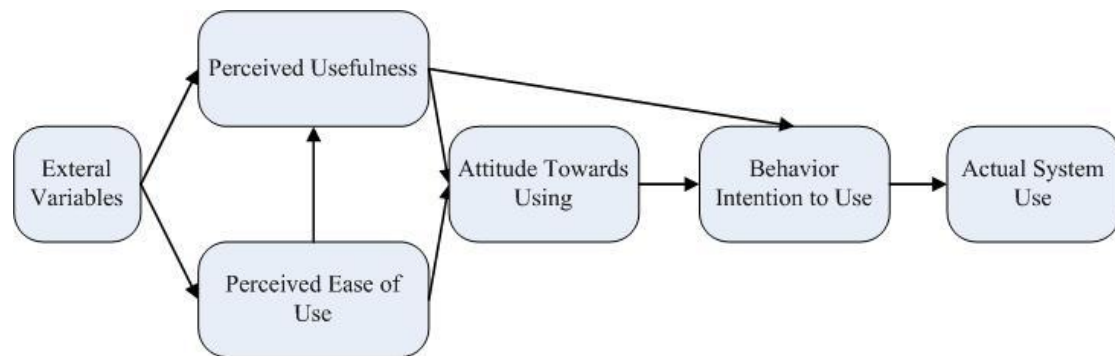 Perceived Usefulness
Exteral
Variables
Perceived Ease of
Use
Attitude Towards
Using
Behavior
Intention to Use
Actual System
Use